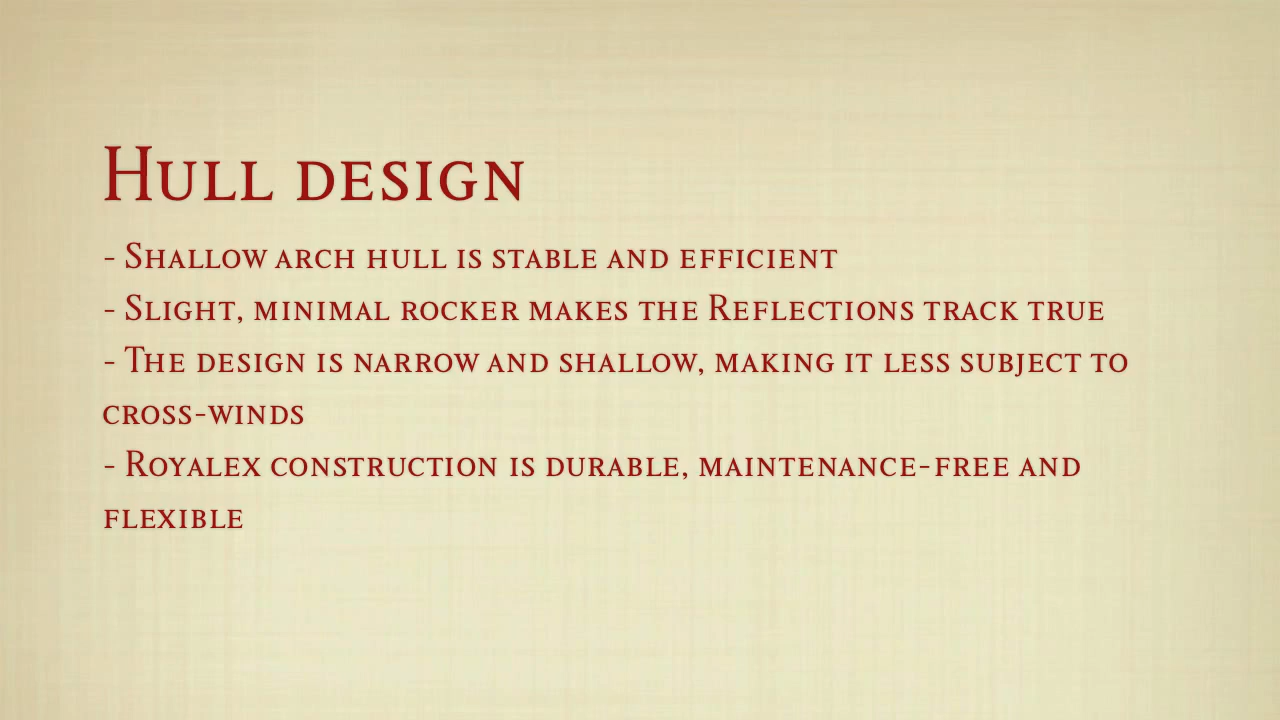 Hull design
- Shallow arch hull is stable and efficient
- Slight, minimal rocker makes the Reflections track true
- The design is narrow and shallow, making it less subject to
cross-winds
- Royalex construction is durable, maintenance-free and
flexible